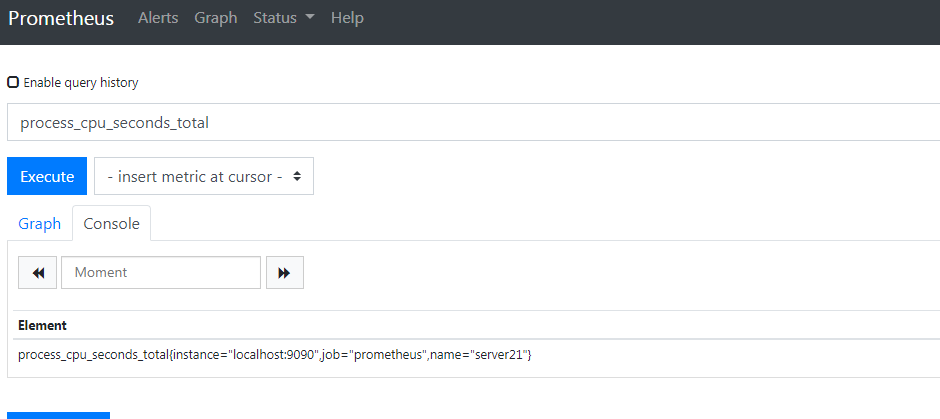 Prometheus Alerts Graph Status Help
Enable query history
process_cpu_seconds_total
Execute - insert metric at cursor -
Graph Console
Moment
Element
process_cpu_seconds_total{instance="localhost:9090",job="prometheus",name="server21"}